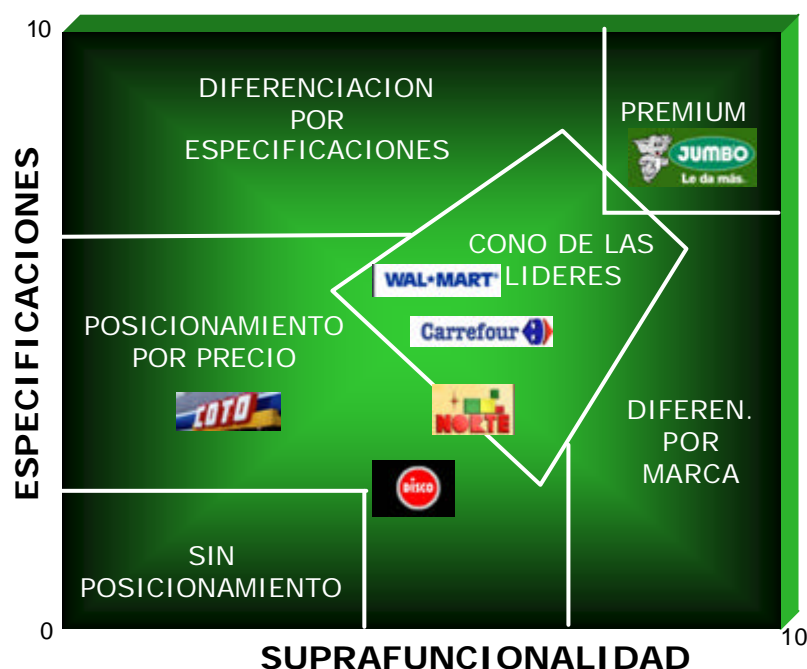 10
DIFERENCIACION
POR
ESPECIFICACIONES
PREMIUM
JUMBO
Le da más.
ESPECIFICACIONES
CONO DE LAS
LIDERES
WAL★MART
Carrefour
POSICIONAMIENTO
POR PRECIO
COTO
NORTE
DIFEREN.
POR
MARCA
DISCO
SIN
POSICIONAMIENTO
0
10
SUPRAFUNCIONALIDAD